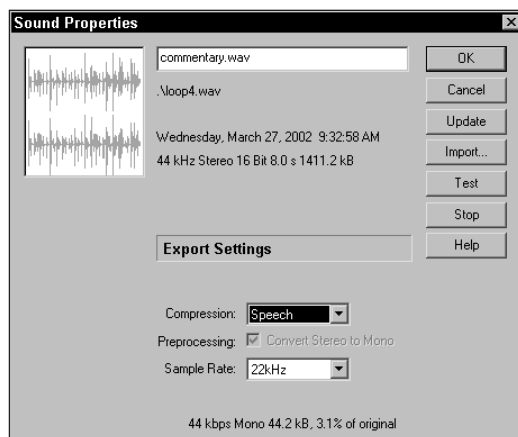 Sound Properties
commentary.wav
.\loop4.wav
Wednesday, March 27, 2002 9:32:58 AM
44 kHz Stereo 16 Bit 8.0 s 1411.2 kB
OK
Cancel
Update
Import...
Test
Stop
Help
Export Settings
Compression: Speech
Preprocessing: Convert Stereo to Mono
Sample Rate: 22kHz
44 kbps Mono 44.2 kB, 3.1% of original